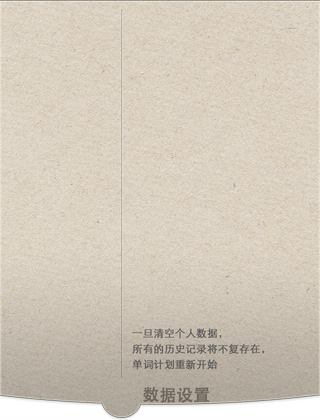 一旦清空个人数据，
所有的历史记录将不复存在，
单词计划重新开始
数据设置